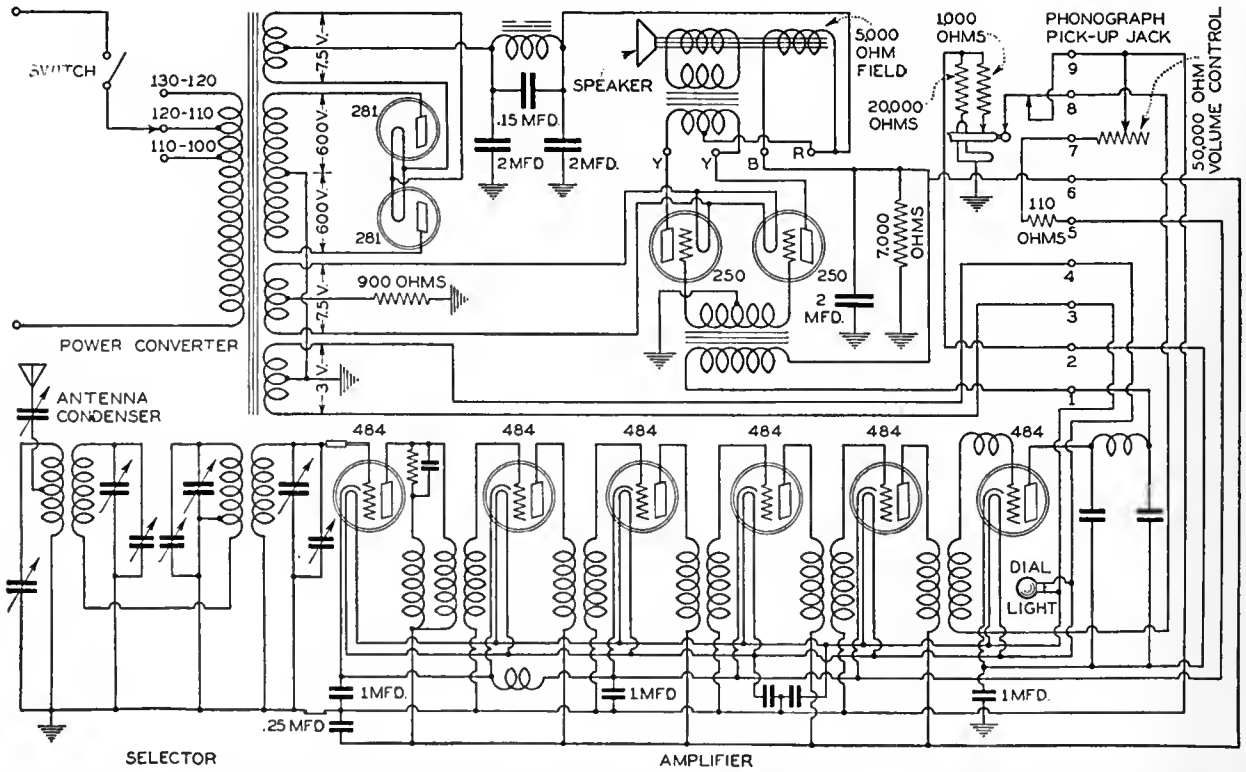 SWITCH
130-120
120-110
110-100
POWER CONVERTER
7.5 V.
600 V.
600 V.
7.5 V.
3 V.
281
281
900 OHMS
.15 MFD.
2 MFD
2 MFD.
SPEAKER
5,000
OHM
FIELD
Y
Y
B
R
250
250
7,000
OHMS
2
MFD.
1,000
OHMS
20,000
OHMS
PHONOGRAPH
PICK-UP JACK
50,000 OHM
VOLUME CONTROL
9
8
7
6
110
OHMS
5
4
3
2
1
ANTENNA
CONDENSER
484
484
484
484
484
484
DIAL
LIGHT
1 MFD.
.25 MFD
1 MFD.
1 MFD.
SELECTOR
AMPLIFIER